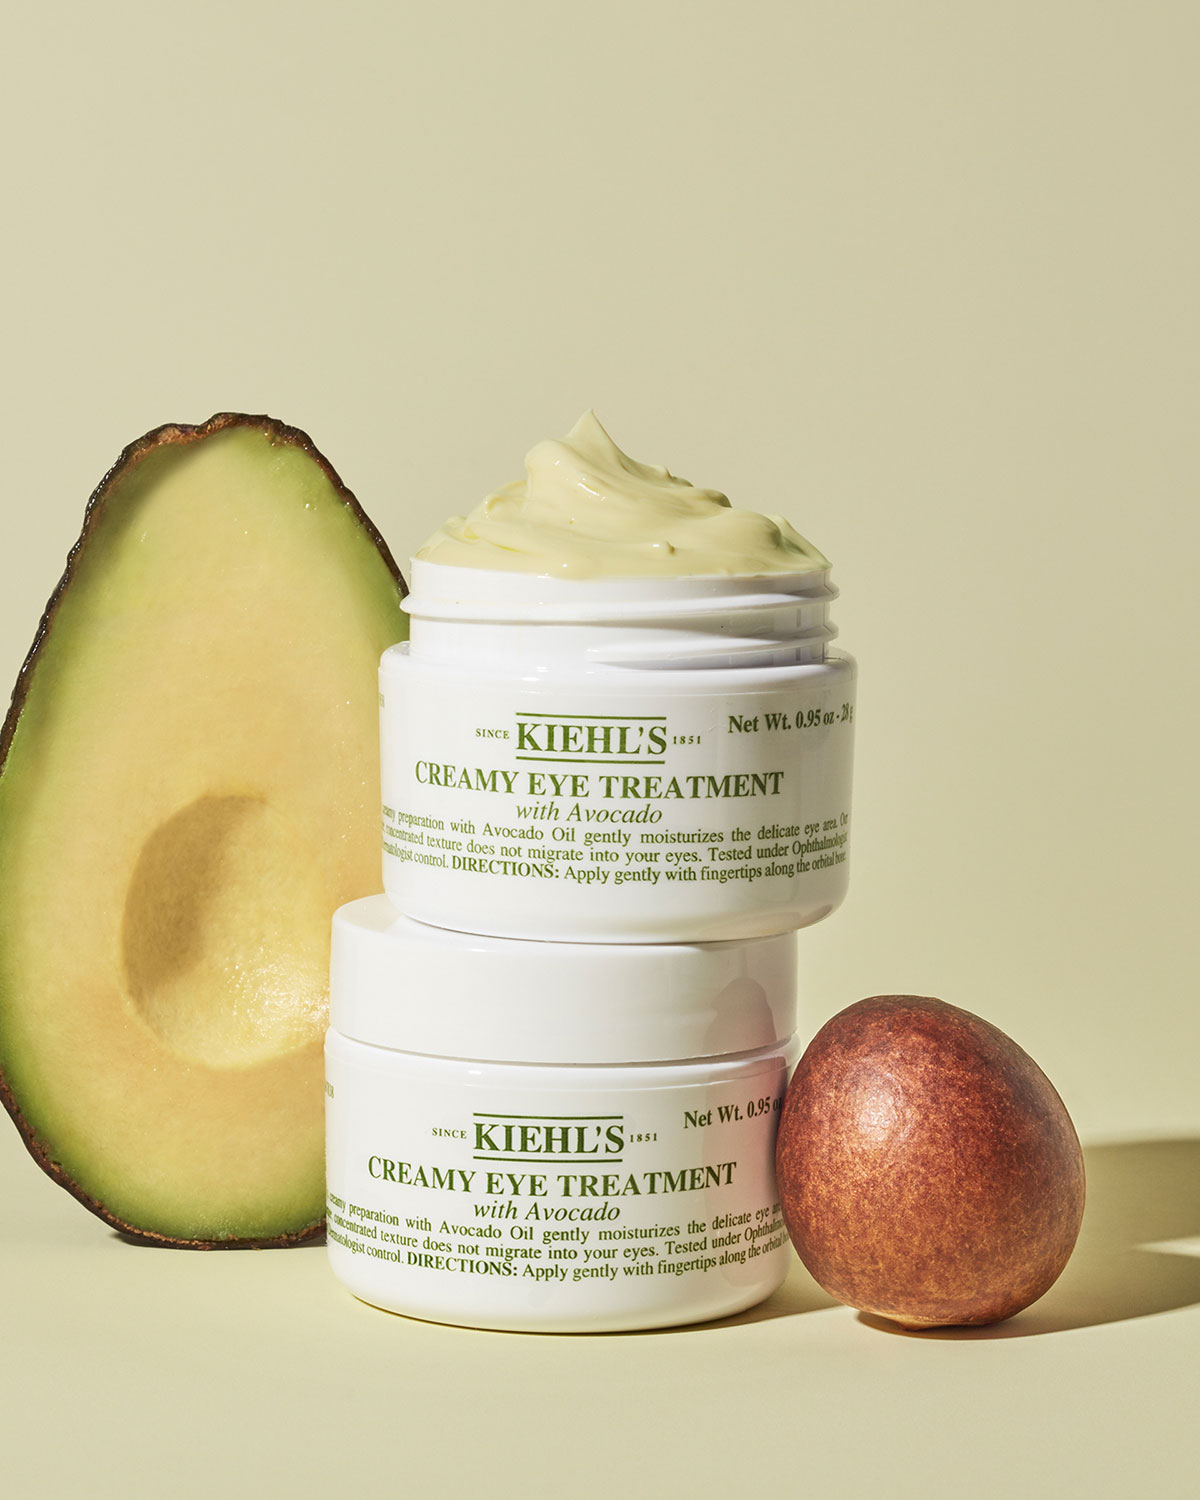 SINCE KIEHL'S 1851
Net Wt. 0.95 oz - 28 g
CREAMY EYE TREATMENT
with Avocado
creamy preparation with Avocado Oil gently moisturizes the delicate eye area. Our
concentrated texture does not migrate into your eyes. Tested under Ophthalmologist
control. DIRECTIONS: Apply gently with fingertips along the orbital bone.
SINCE KIEHL'S 1851
Net Wt. 0.95
CREAMY EYE TREATMENT
with Avocado
creamy preparation with Avocado Oil gently moisturizes the delicate eye
concentrated texture does not migrate into your eyes. Tested under
control. DIRECTIONS: Apply gently with fingertips along the orbital